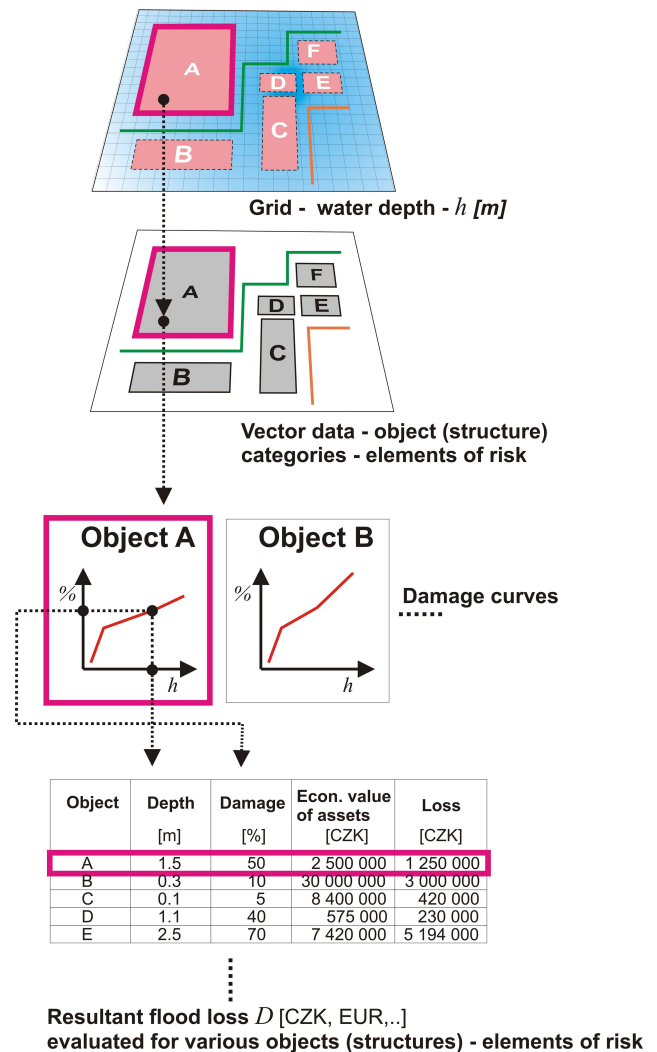 A
F
D
E
C
B
Grid - water depth - h [m]
A
F
D
E
C
B
Vector data - object (structure)
categories - elements of risk
Object A
%
h
Object B
%
h
Damage curves
Object Depth Damage Econ. value of assets Loss
[m] [%] [CZK] [CZK]
A 1.5 50 2 500 000 1 250 000
B 0.3 10 30 000 000 3 000 000
C 0.1 5 8 400 000 420 000
D 1.1 40 575 000 230 000
E 2.5 70 7 420 000 5 194 000
Resultant flood loss D [CZK, EUR,..]
evaluated for various objects (structures) - elements of risk